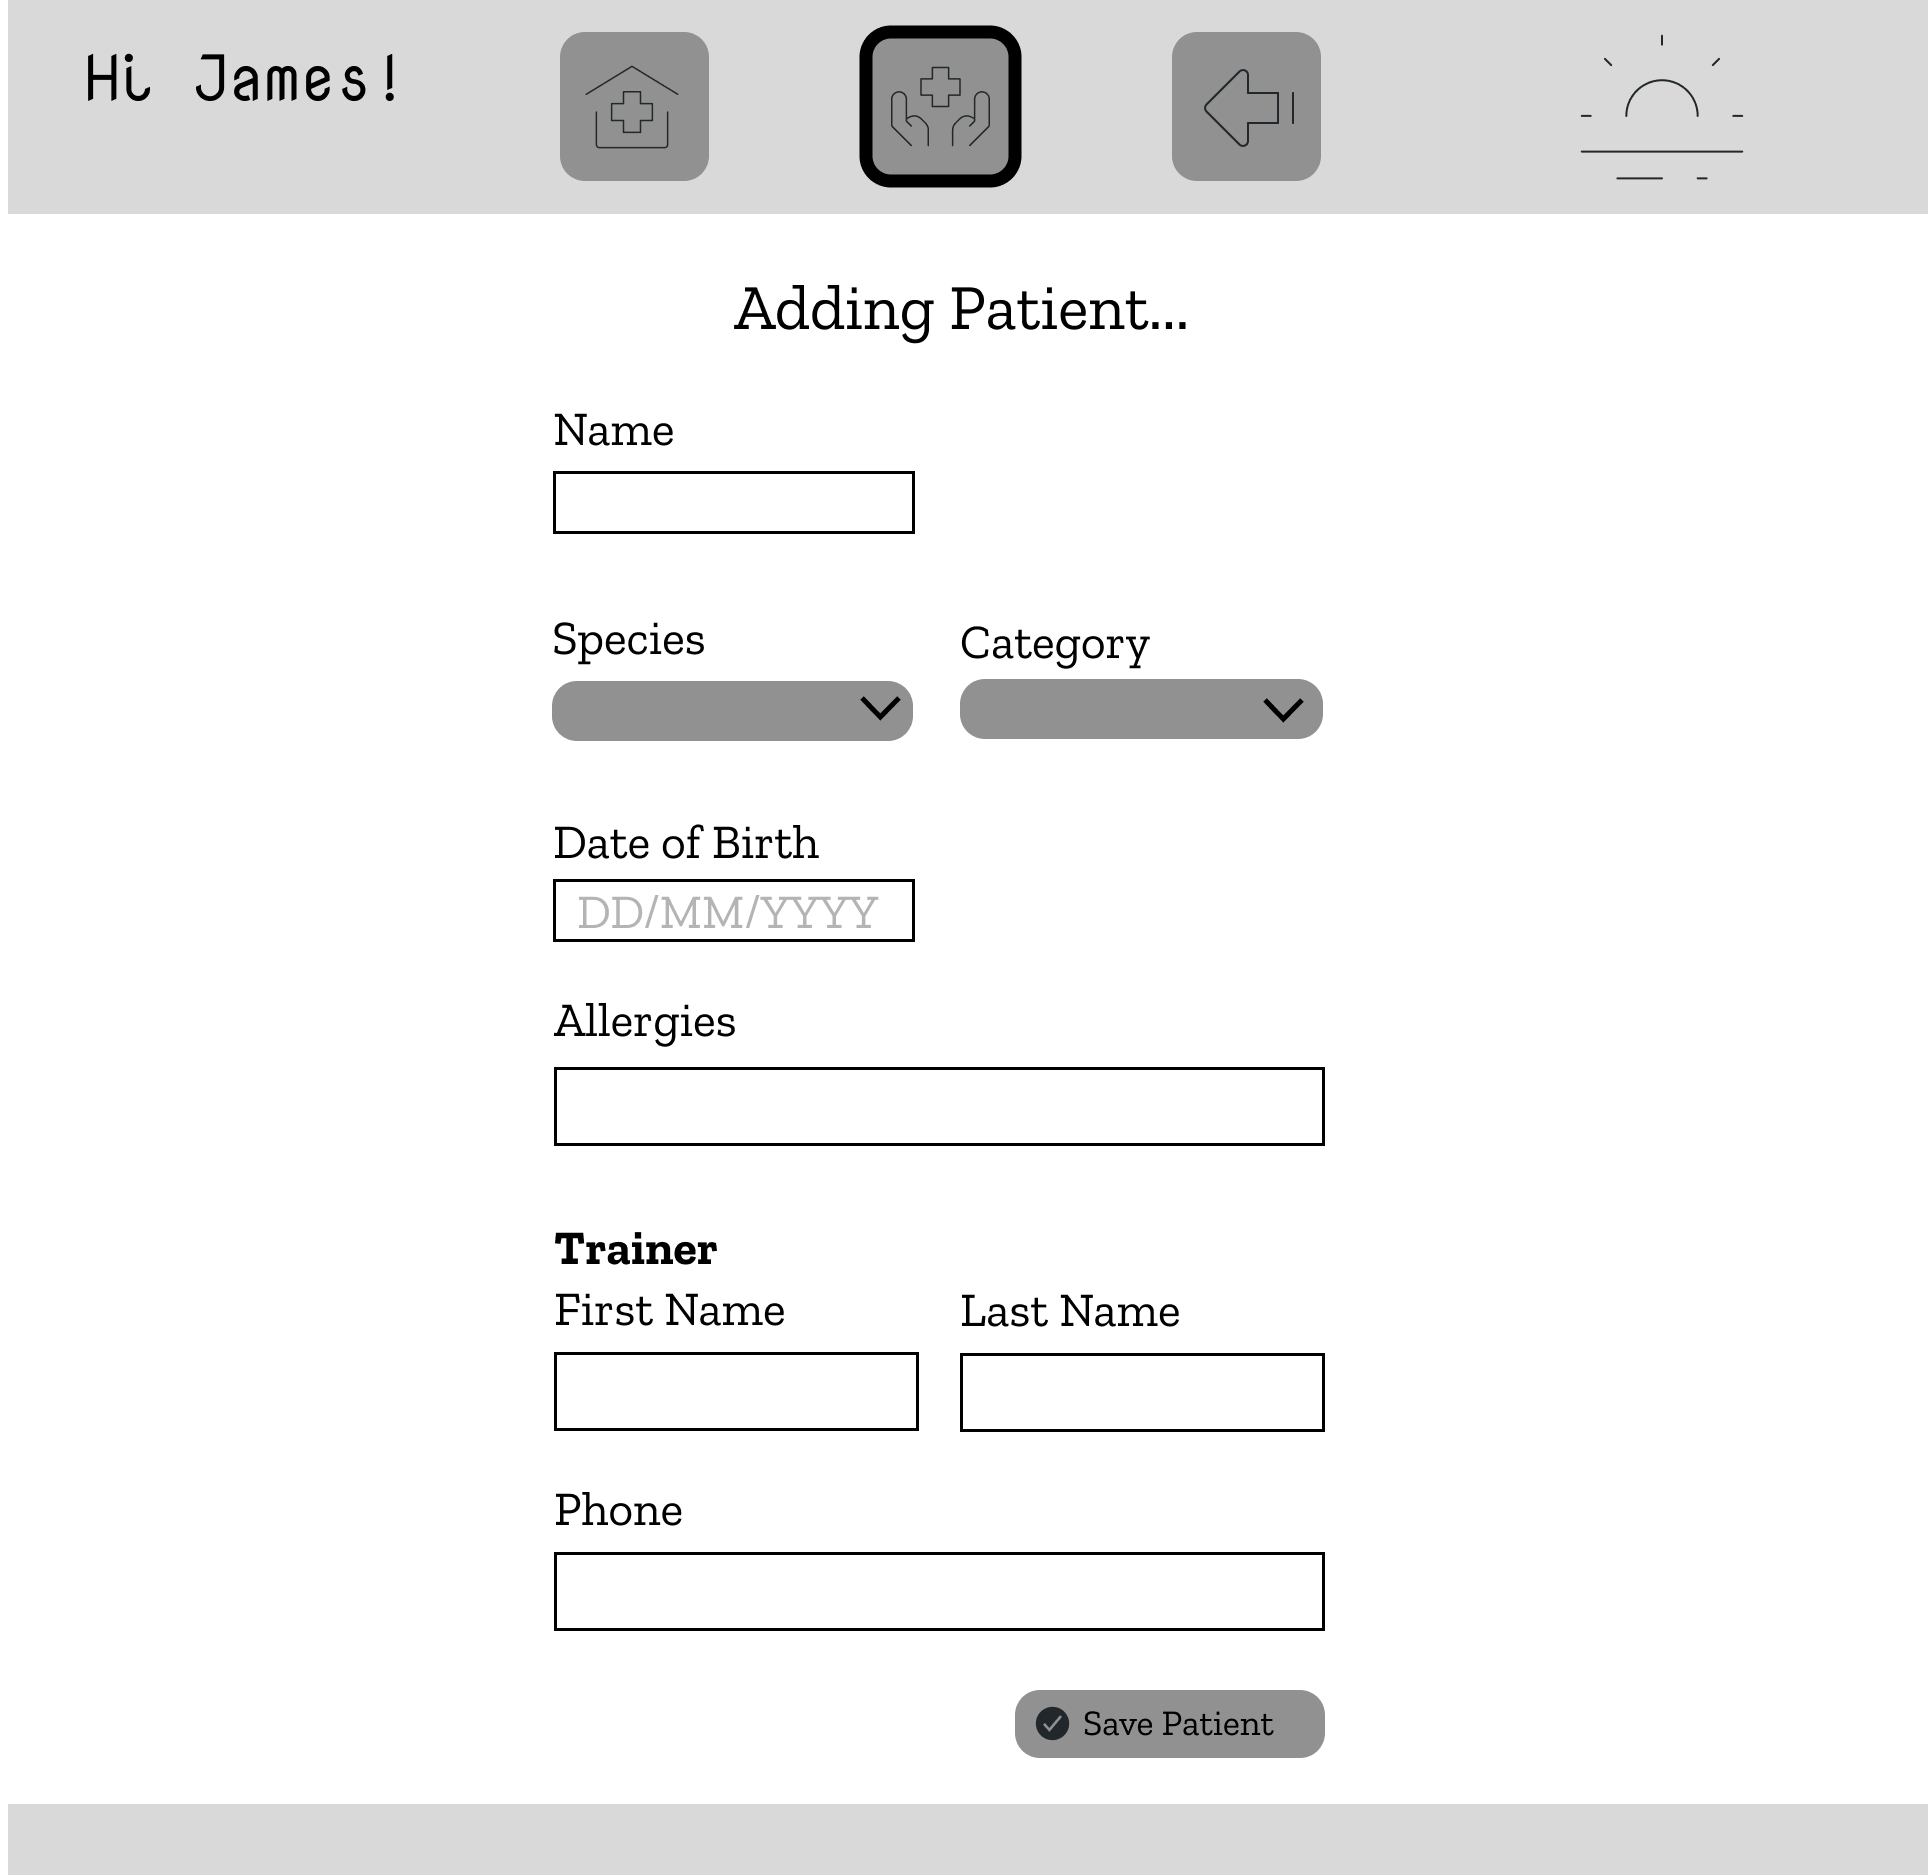 Hi James!
Adding Patient...
Name
Species
Category
Date of Birth
DD/MM/YYYY
Allergies
Trainer
First Name
Last Name
Phone
Save Patient